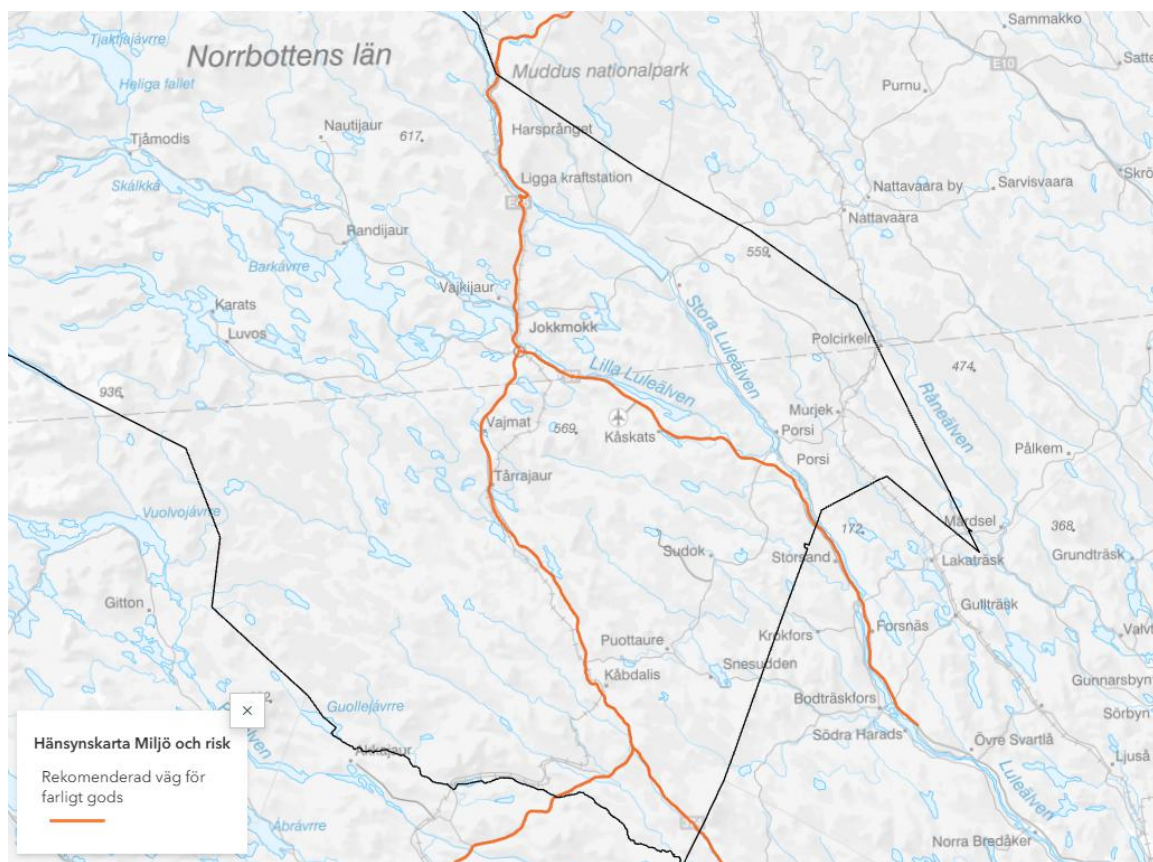 Sammakko
Tjaktjajávrre
Norrbottens län
E10
Heliga fallet
Muddus nationalpark
Purnu
Nautijaur
617
Harsprånget
Tjåmodis
Ligga kraftstation
Skálkká
Nattavaara by
Sarvisvaara
Nattavaara
Randijaur
559
Barkávrre
Vajkijaur
Karats
Stora Luleälven
Luvos
Jokkmokk
Polcirkeln
Lilla Luleälven
474
936
Råneälven
Murjek
Vajmat
569
Kåskats
Porsi
Porsi
Pålkem
Tårrajaur
Vuolvojávrre
Mårdsel
368
172
Sudok
Storsand
Lakaträsk
Grundträsk
Gitton
Gullträsk
Krokfors
Forsnäs
Puottaure
Snesudden
Kåbdalis
Gunnarsbyn
Bodträskfors
Guollejávrre
Södra Harads
Sörbyn
Akkajaur
Övre Svartlå
Ljuså
Luleälven
Abrávrre
Norra Bredåker
×
Hänsynskarta Miljö och risk
Rekomenderad väg för
farligt gods